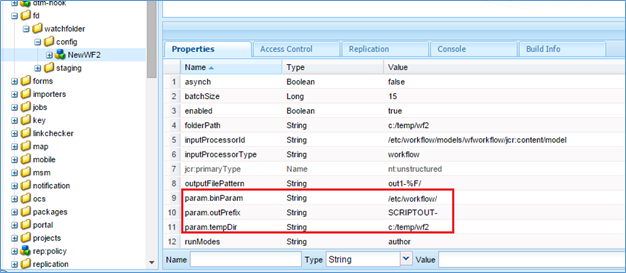 dtm-hook
fd
watchfolder
config
NewWF2
staging
forms
importers
jobs
key
linkchecker
map
mobile
msm
notification
ocs
packages
portal
projects
rep:policy
replication
Properties Access Control Replication Console Build Info
Name Type Value
1 asynch Boolean false
2 batchSize Long 15
3 enabled Boolean true
4 folderPath String c:/temp/wf2
5 inputProcessorId String /etc/workflow/models/wfworkflow/jcr:content/model
6 inputProcessorType String workflow
7 jcr:primaryType Name nt:unstructured
8 outputFilePattern String out1-%F/
9 param.binParam String /etc/workflow/
10 param.outPrefix String SCRIPTOUT-
11 param.tempDir String c:/temp/wf2
12 runModes String author
Name Type String Value